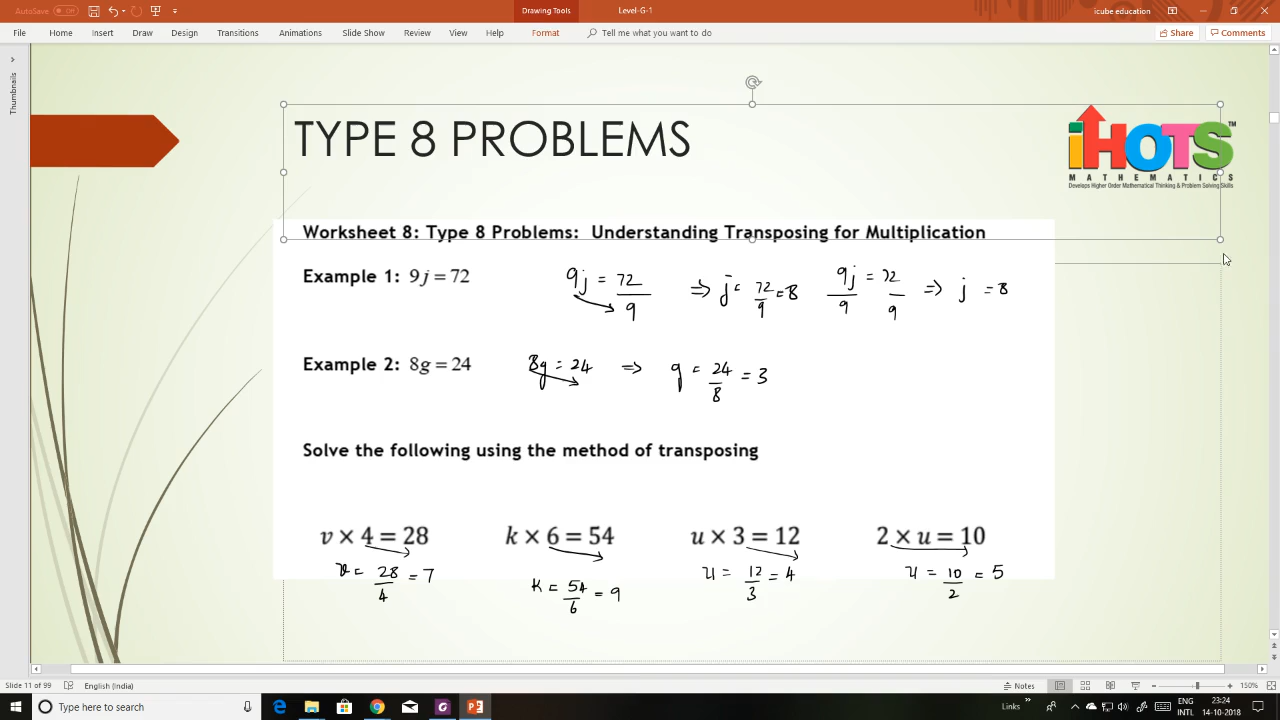 AutoSave Off
Drawing Tools
Level-G-1
icube education
File Home Insert Draw Design Transitions Animations Slide Show Review View Help Format Tell me what you want to do Share Comments
Thumbnails
TYPE 8 PROBLEMS
iHOTS TM
MATHEMATICS
Develops Higher Order Mathematical Thinking & Problem Solving Skills
Worksheet 8: Type 8 Problems: Understanding Transposing for Multiplication
Example 1: 9j = 72 9j = 72/9 ⇒ j = 72/9 = 8 9j/9 = 72/9 ⇒ j = 8
Example 2: 8g = 24 8g = 24 ⇒ g = 24/8 = 3
Solve the following using the method of transposing
v × 4 = 28 k × 6 = 54 u × 3 = 12 2 × u = 10
v = 28/4 = 7 k = 54/6 = 9 u = 12/3 = 4 u = 10/2 = 5
Slide 11 of 99 English (India) Notes 150%
Type here to search Links ENG 23:24
INTL 14-10-2018